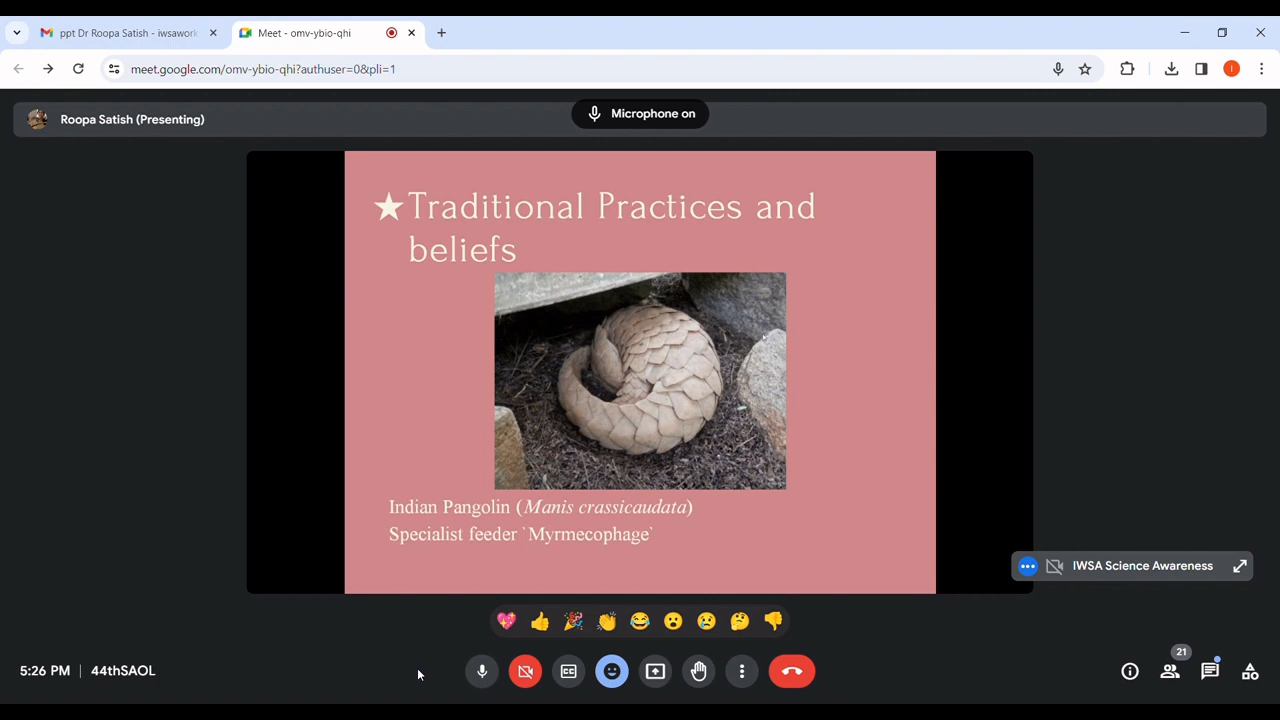 ppt Dr Roopa Satish - iwsawork
Meet - omv-ybio-qhi
meet.google.com/omv-ybio-qhi?authuser=0&pli=1
I
Roopa Satish (Presenting)
Microphone on
★Traditional Practices and
beliefs
Indian Pangolin (Manis crassicaudata)
Specialist feeder `Myrmecophage`
IWSA Science Awareness
5:26 PM | 44thSAOL
21